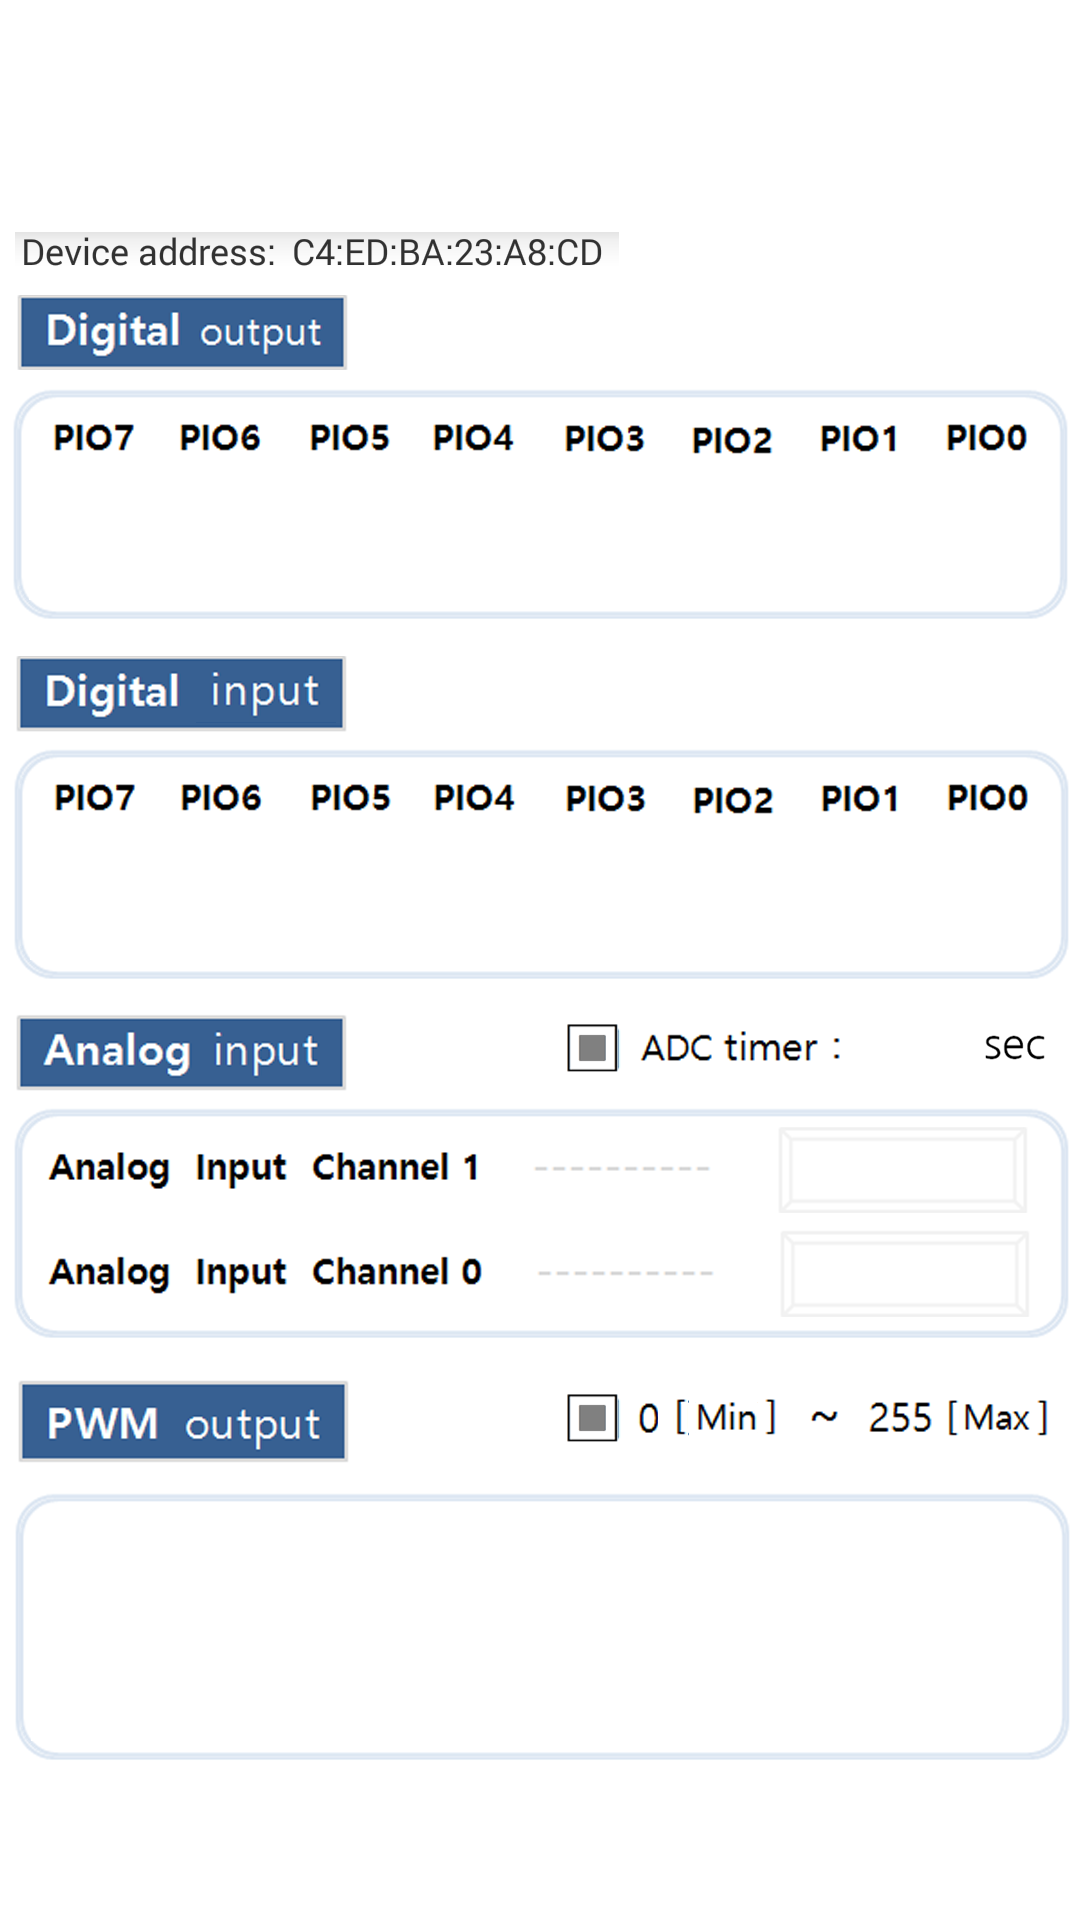 Device address: C4:ED:BA:23:A8:CD
Digital output
PIO7 PIO6 PIO5 PIO4 PIO3 PIO2 PIO1 PIO0
Digital input
PIO7 PIO6 PIO5 PIO4 PIO3 PIO2 PIO1 PIO0
Analog input ADC timer : sec
Analog Input Channel 1 ----------
Analog Input Channel 0 ----------
PWM output 0 [ Min ] ~ 255 [ Max ]